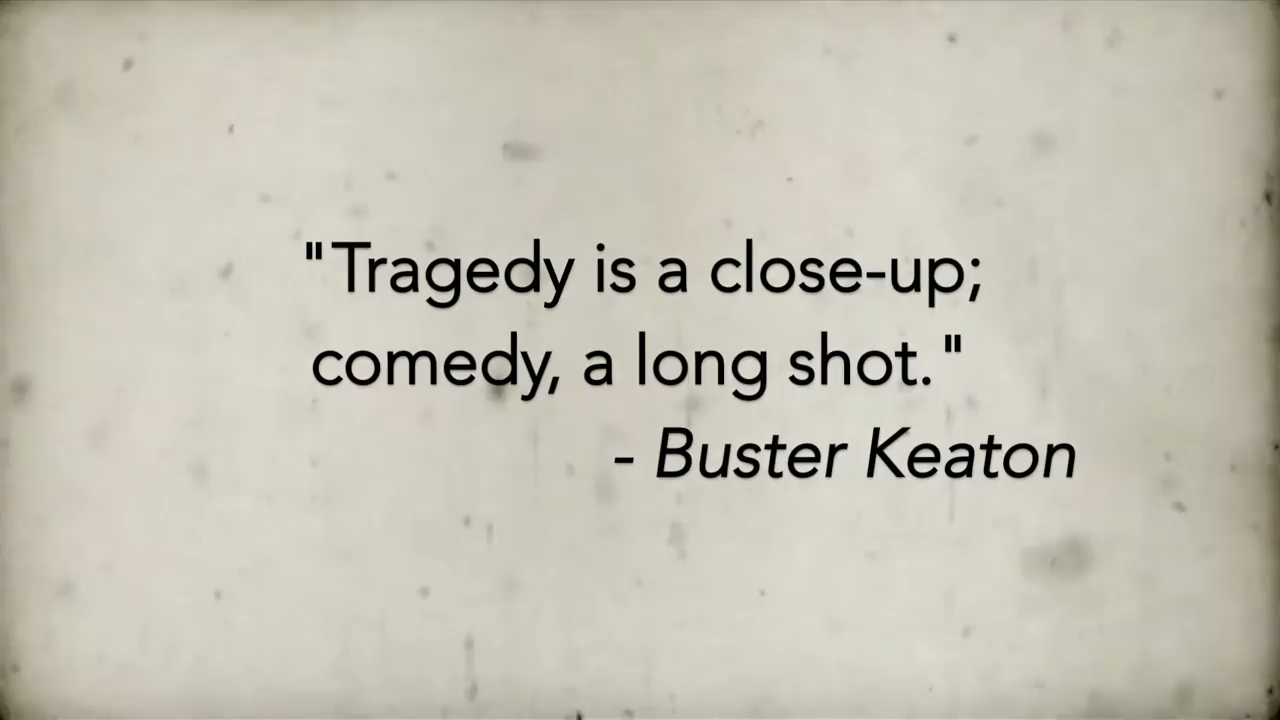 "Tragedy is a close-up;
comedy, a long shot."
- Buster Keaton